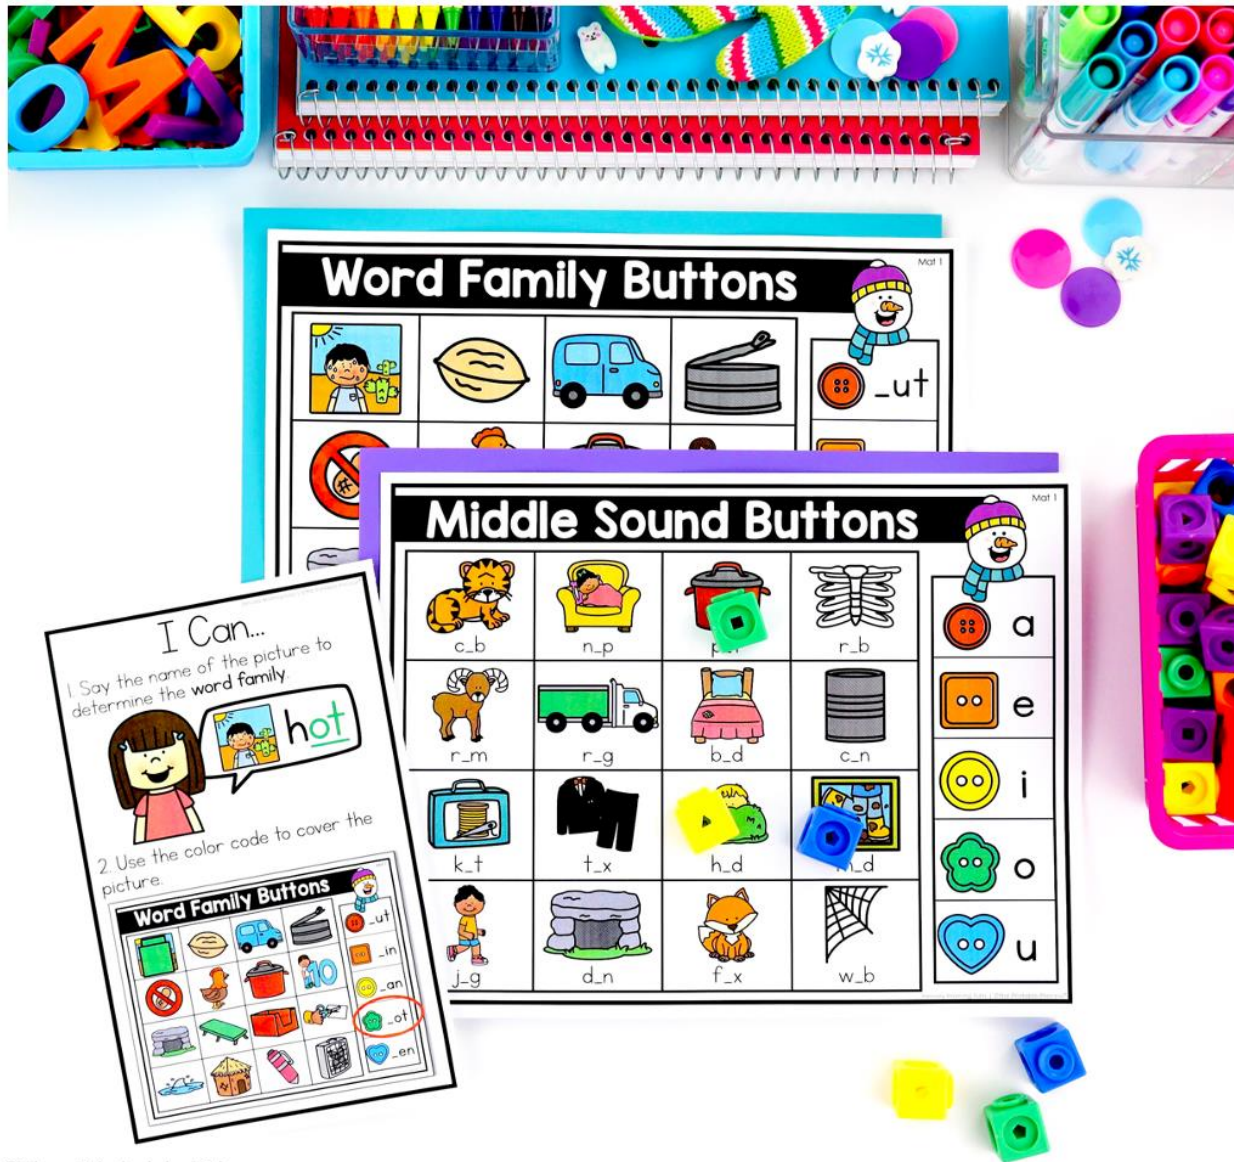 Word Family Buttons
Mat 1
_ut
Middle Sound Buttons
Mat 1
c_b
n_p
r_b
r_m
r_g
b_d
c_n
k_t
t_x
h_d
j_g
d_n
f_x
w_b
a
e
i
o
u
I Can...
1. Say the name of the picture to
determine the word family.
hot
2. Use the color code to cover the
picture.
Word Family Buttons
10
_ut
_in
_an
_ot
_en